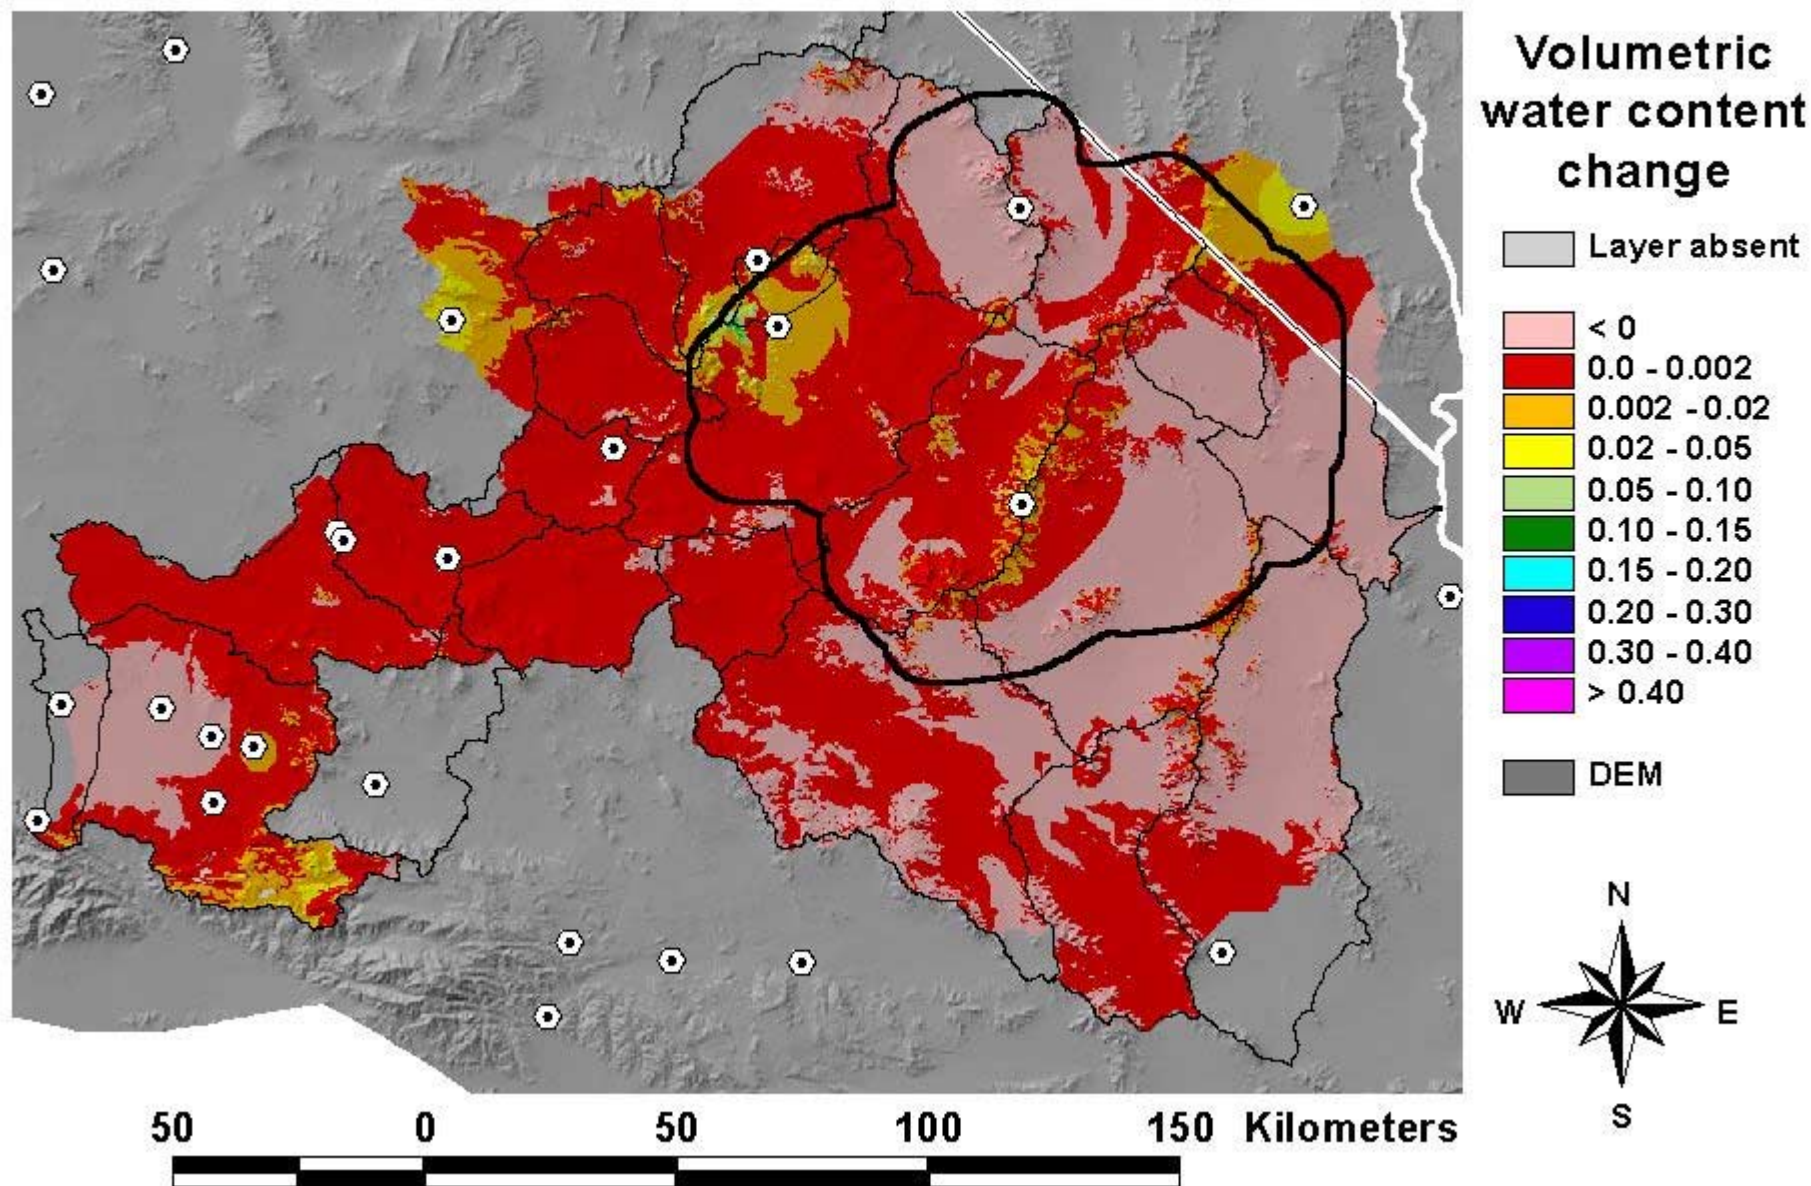 Volumetric
water content
change
Layer absent
< 0
0.0 - 0.002
0.002 - 0.02
0.02 - 0.05
0.05 - 0.10
0.10 - 0.15
0.15 - 0.20
0.20 - 0.30
0.30 - 0.40
> 0.40
DEM
N
W E
S
50 0 50 100 150 Kilometers